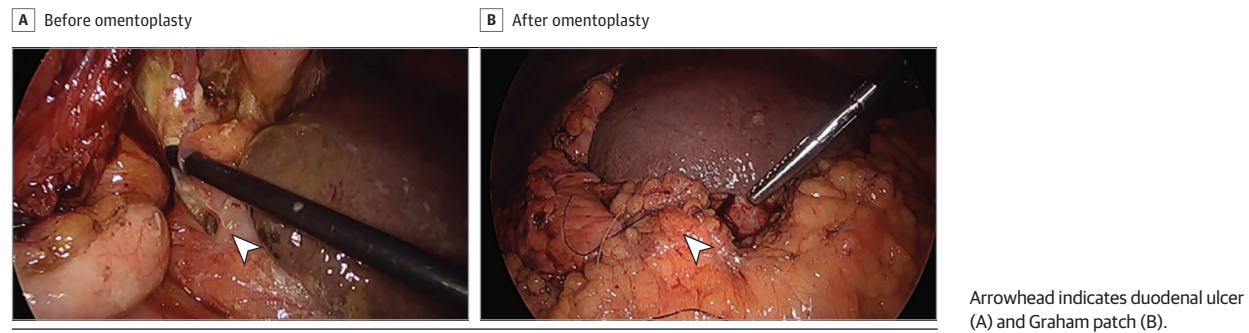 A Before omentoplasty
B After omentoplasty
Arrowhead indicates duodenal ulcer
(A) and Graham patch (B).